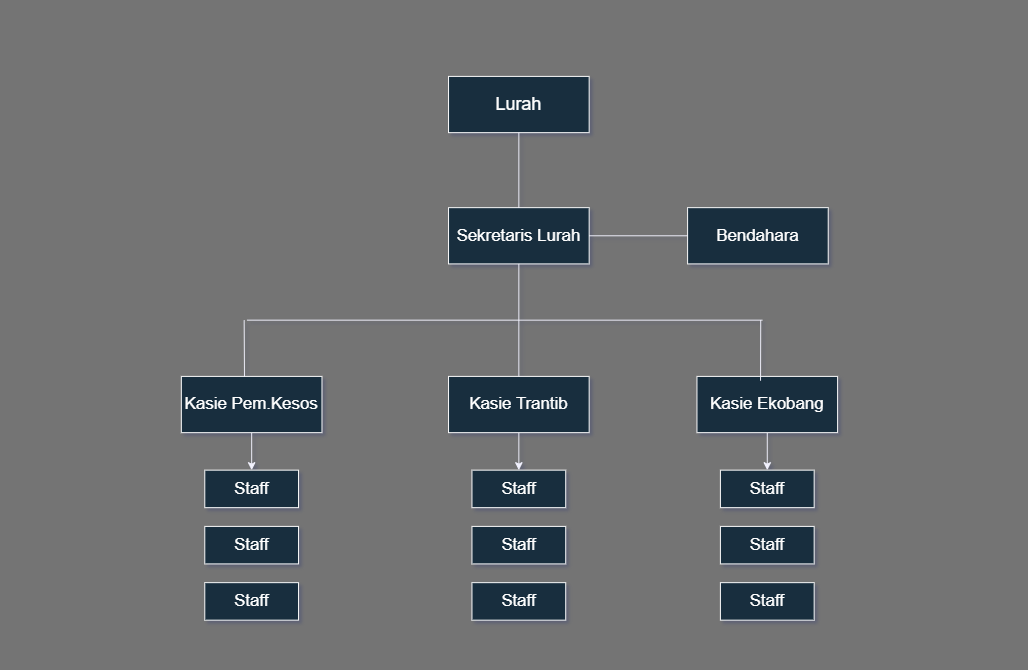 Lurah
Sekretaris Lurah
Bendahara
Kasie Pem.Kesos
Kasie Trantib
Kasie Ekobang
Staff
Staff
Staff
Staff
Staff
Staff
Staff
Staff
Staff